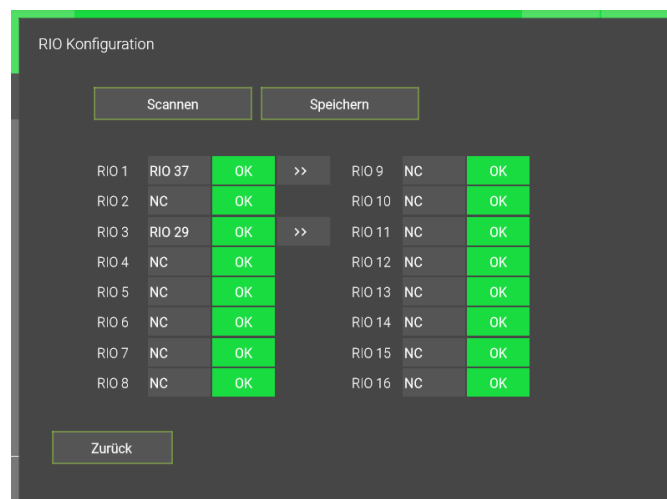 RIO Konfiguration
Scannen Speichern
RIO 1 RIO 37 OK >> RIO 9 NC OK
RIO 2 NC OK RIO 10 NC OK
RIO 3 RIO 29 OK >> RIO 11 NC OK
RIO 4 NC OK RIO 12 NC OK
RIO 5 NC OK RIO 13 NC OK
RIO 6 NC OK RIO 14 NC OK
RIO 7 NC OK RIO 15 NC OK
RIO 8 NC OK RIO 16 NC OK
Zurück